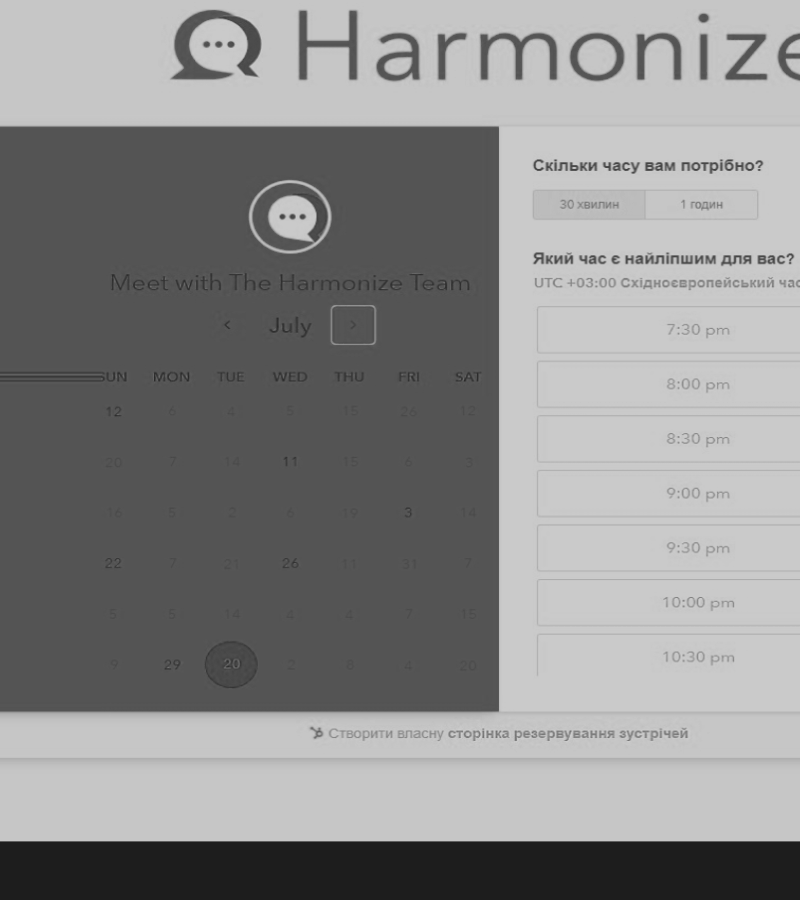 Harmonize
Meet with The Harmonize Team
July
SUN MON TUE WED THU FRI SAT
12 6 4 5 15 26 12
20 7 14 11 15 6 3
16 5 2 6 19 3 14
22 7 21 26 11 31 7
5 5 14 4 4 7 15
9 29 20 2 8 4 20
Скільки часу вам потрібно?
30 хвилин 1 годин
Який час є найліпшим для вас?
UTC +03:00 Східноєвропейський час
7:30 pm
8:00 pm
8:30 pm
9:00 pm
9:30 pm
10:00 pm
10:30 pm
Створити власну сторінка резервування зустрічей